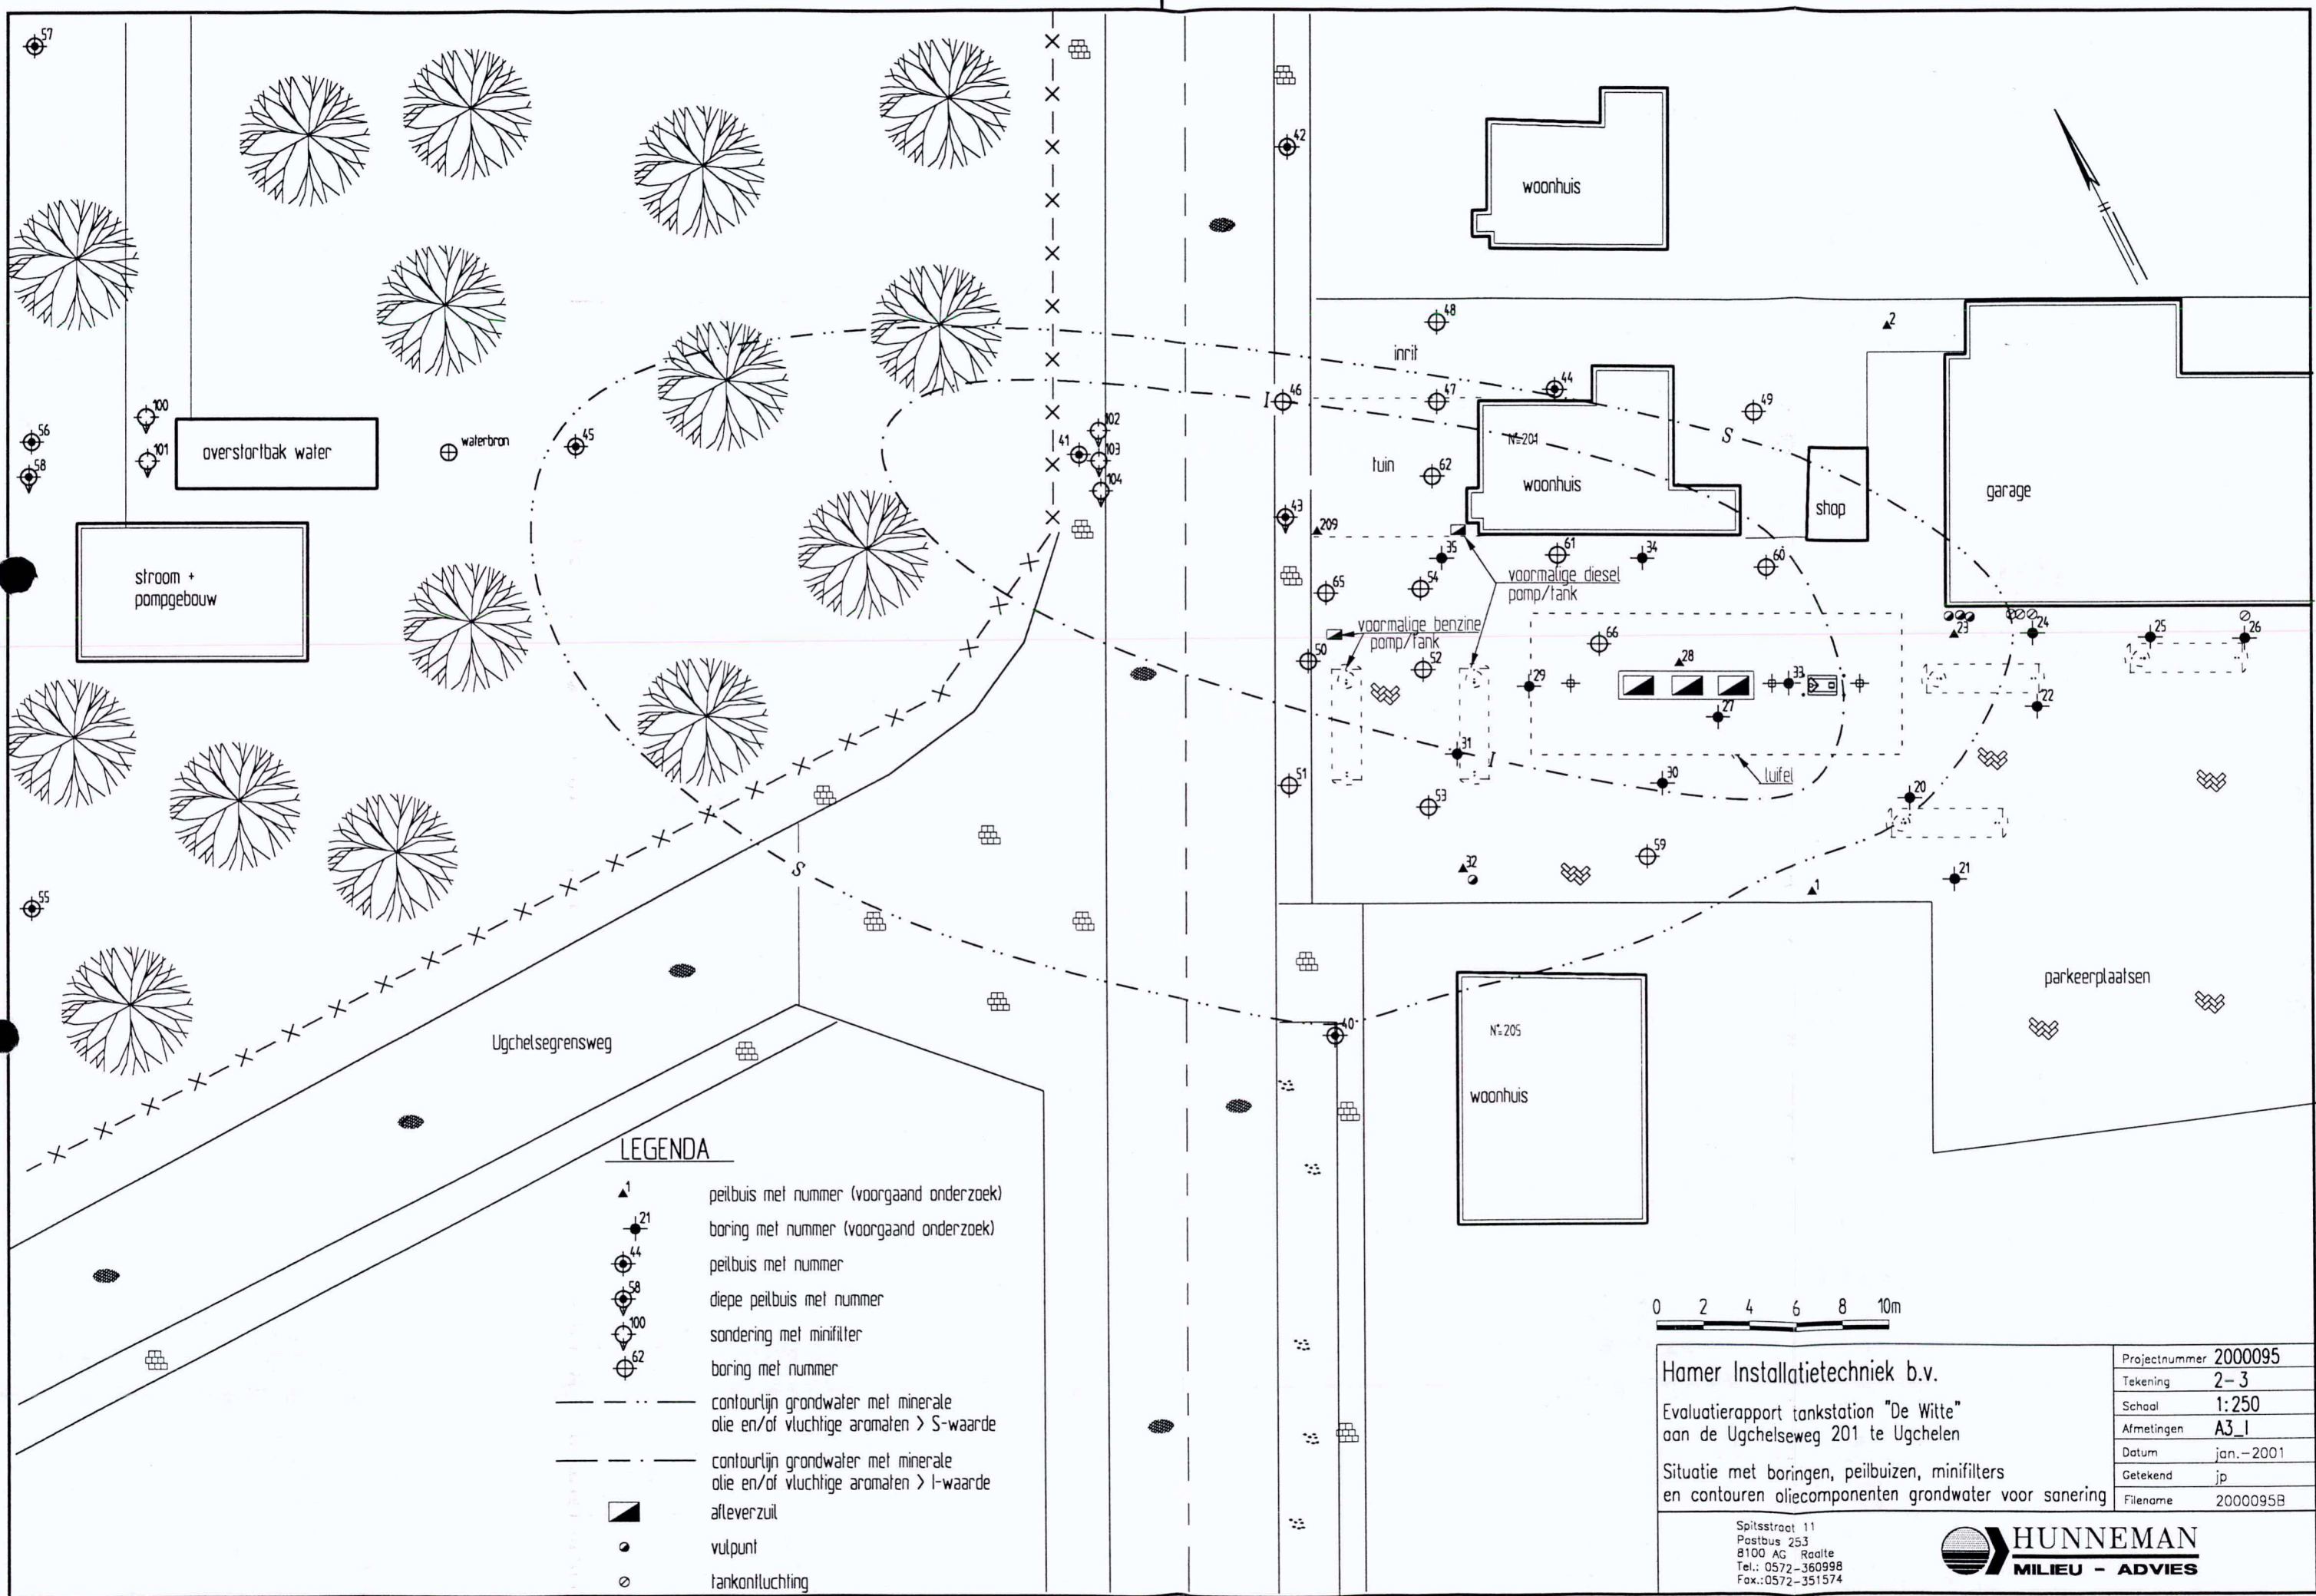 57
42
woonhuis
48
2
inrit
44
46
47
49
I
S
100
102
41
103
104
56
58
101
overstortbak water
waterbron
45
N°=201
woonhuis
tuin
62
shop
garage
43
209
35
61
34
60
65
54
voormalige diesel
pomp/tank
stroom +
pompgebouw
voormalige benzine
pomp/tank
66
23
24
25
26
50
52
28
29
33
22
27
31
I
30
luifel
20
51
53
59
32
1
21
S
55
parkeerplaatsen
40
N°=205
woonhuis
Ugchelsegrensweg
LEGENDA
1 peilbuis met nummer (voorgaand onderzoek)
21 boring met nummer (voorgaand onderzoek)
44 peilbuis met nummer
58 diepe peilbuis met nummer
100 sondering met minifilter
62 boring met nummer
contourlijn grondwater met minerale
olie en/of vluchtige aromaten > S-waarde
contourlijn grondwater met minerale
olie en/of vluchtige aromaten > I-waarde
afleverzuil
vulpunt
tankontluchting
0 2 4 6 8 10m
Hamer Installatietechniek b.v.
Evaluatierapport tankstation "De Witte"
aan de Ugchelseweg 201 te Ugchelen
Situatie met boringen, peilbuizen, minifilters
en contouren oliecomponenten grondwater voor sanering
Projectnummer 2000095
Tekening 2-3
Schaal 1:250
Afmetingen A3_l
Datum jan.-2001
Getekend jp
Filename 2000095B
Spitsstraat 11
Postbus 253
8100 AG Raalte
Tel.: 0572-360998
Fax.:0572-351574
HUNNEMAN
MILIEU - ADVIES